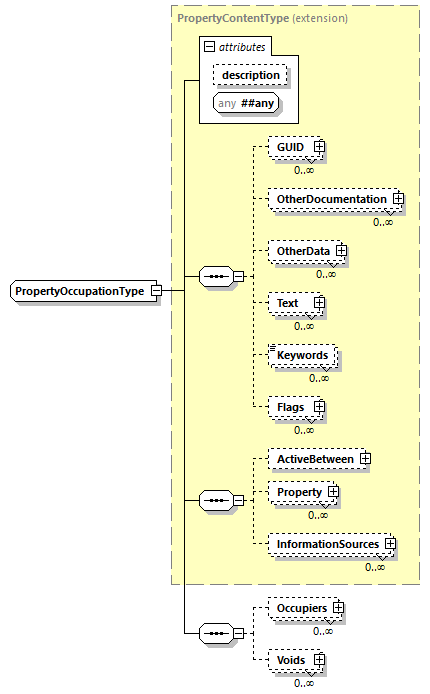 PropertyContentType (extension)
attributes
description
any ##any
GUID
0..∞
OtherDocumentation
0..∞
OtherData
0..∞
PropertyOccupationType
Text
0..∞
Keywords
0..∞
Flags
0..∞
ActiveBetween
Property
0..∞
InformationSources
0..∞
Occupiers
0..∞
Voids
0..∞